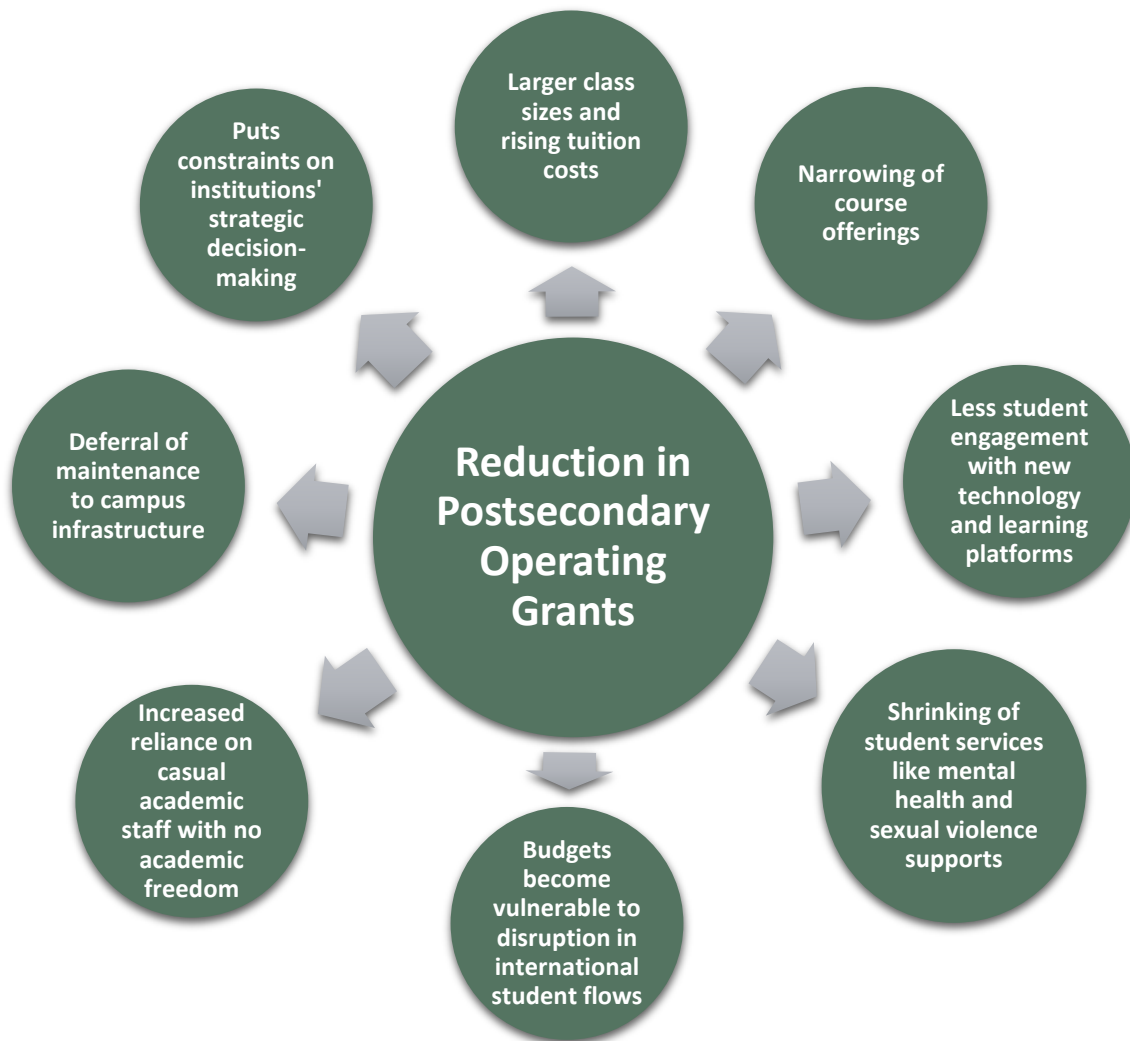 Larger class
sizes and
rising tuition
costs
Narrowing of
course
offerings
Less student
engagement
with new
technology
and learning
platforms
Shrinking of
student services
like mental
health and
sexual violence
supports
Budgets
become
vulnerable to
disruption in
international
student flows
Increased
reliance on
casual
academic
staff with no
academic
freedom
Deferral of
maintenance
to campus
infrastructure
Puts
constraints on
institutions'
strategic
decision-
making
Reduction in
Postsecondary
Operating
Grants